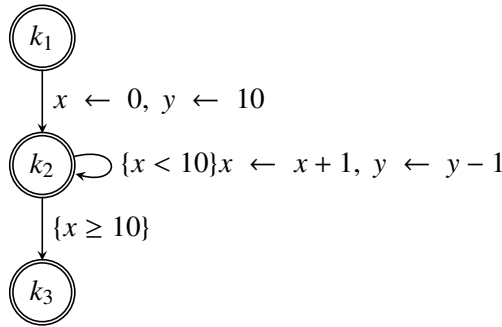 k₁
x ← 0, y ← 10
k₂ {x < 10}x ← x + 1, y ← y − 1
{x ≥ 10}
k₃